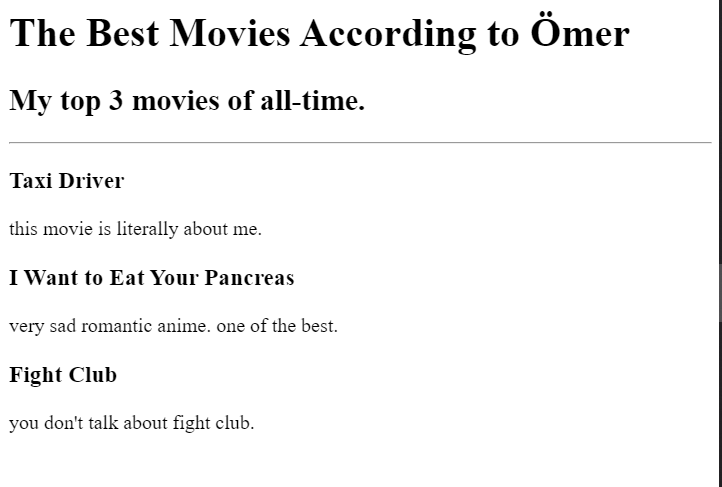 The Best Movies According to Ömer
My top 3 movies of all-time.
Taxi Driver
this movie is literally about me.
I Want to Eat Your Pancreas
very sad romantic anime. one of the best.
Fight Club
you don't talk about fight club.